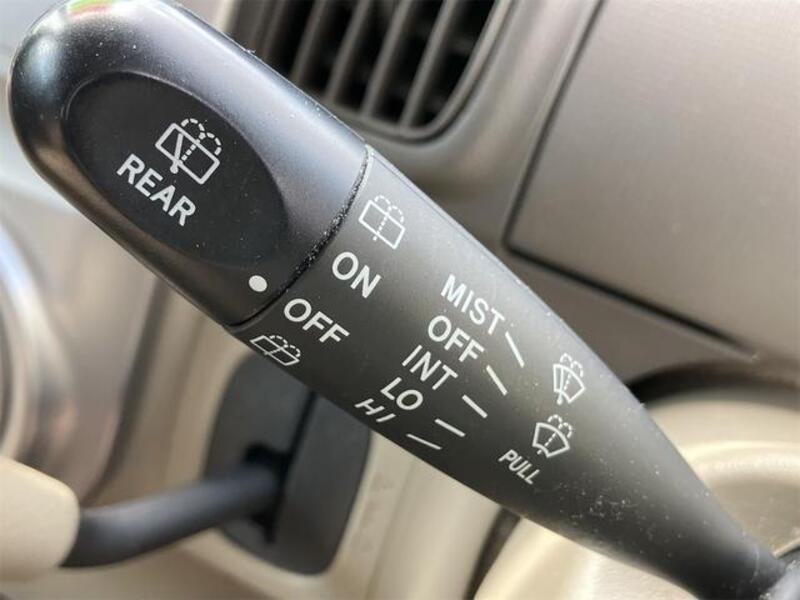 REAR
ON
OFF
MIST
OFF
INT
LO
HI
PULL